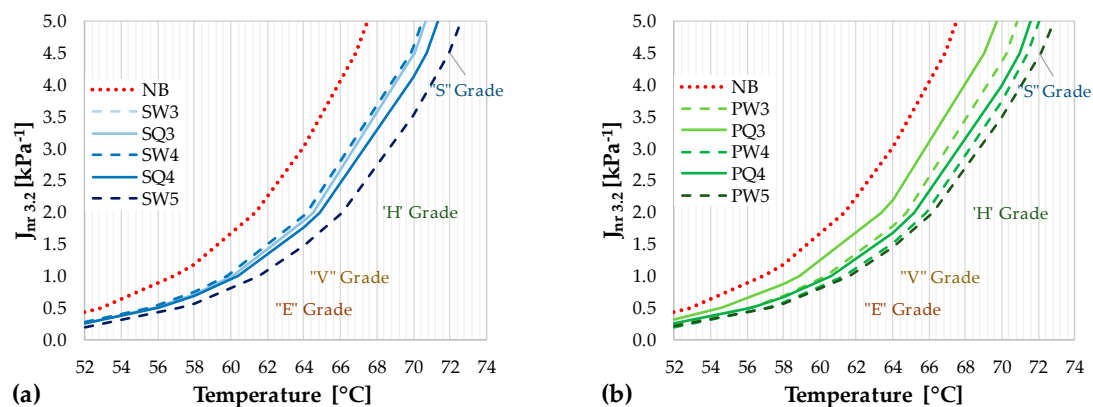 5.0
4.5
4.0
3.5
3.0
2.5
2.0
1.5
1.0
0.5
0.0
J nr 3.2 [kPa⁻¹]
NB
SW3
SQ3
SW4
SQ4
SW5
"S" Grade
'H' Grade
"V" Grade
"E" Grade
52 54 56 58 60 62 64 66 68 70 72 74
(a) Temperature [°C]
5.0
4.5
4.0
3.5
3.0
2.5
2.0
1.5
1.0
0.5
0.0
J nr 3.2 [kPa⁻¹]
NB
PW3
PQ3
PW4
PQ4
PW5
"S" Grade
'H' Grade
"V" Grade
"E" Grade
52 54 56 58 60 62 64 66 68 70 72 74
(b) Temperature [°C]